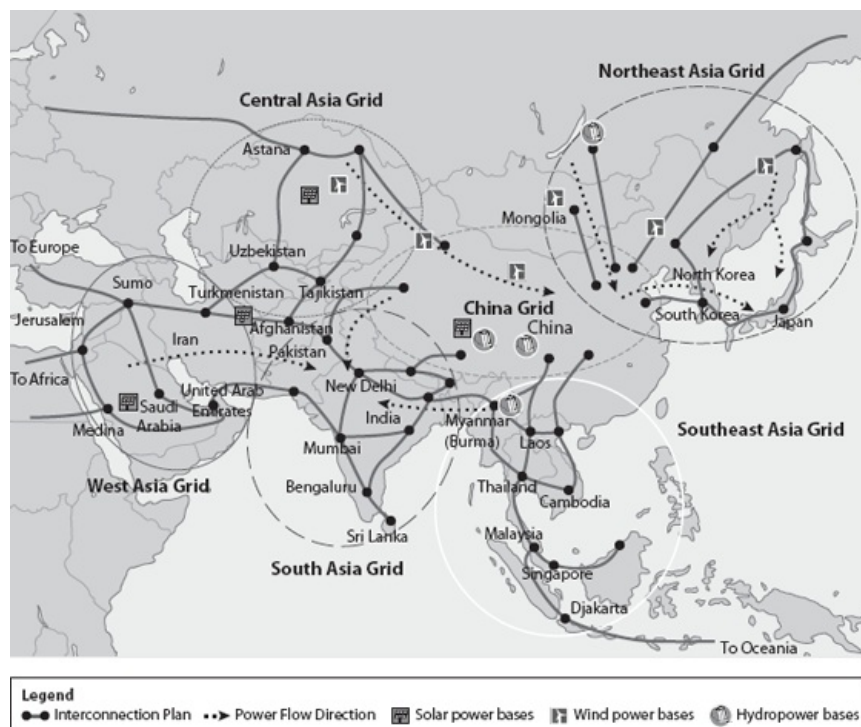 Northeast Asia Grid
Central Asia Grid
Astana
Mongolia
To Europe
Uzbekistan
Sumo
Turkmenistan
Tajikistan
China Grid
North Korea
Jerusalem
Iran
Afghanistan
Pakistan
China
South Korea
Japan
To Africa
New Delhi
United Arab
Emirates
Saudi
Arabia
India
Myanmar
(Burma)
Laos
Medina
Mumbai
Southeast Asia Grid
West Asia Grid
Bengaluru
Thailand
Cambodia
Sri Lanka
Malaysia
South Asia Grid
Singapore
Djakarta
To Oceania
Legend
Interconnection Plan
Power Flow Direction
Solar power bases
Wind power bases
Hydropower bases